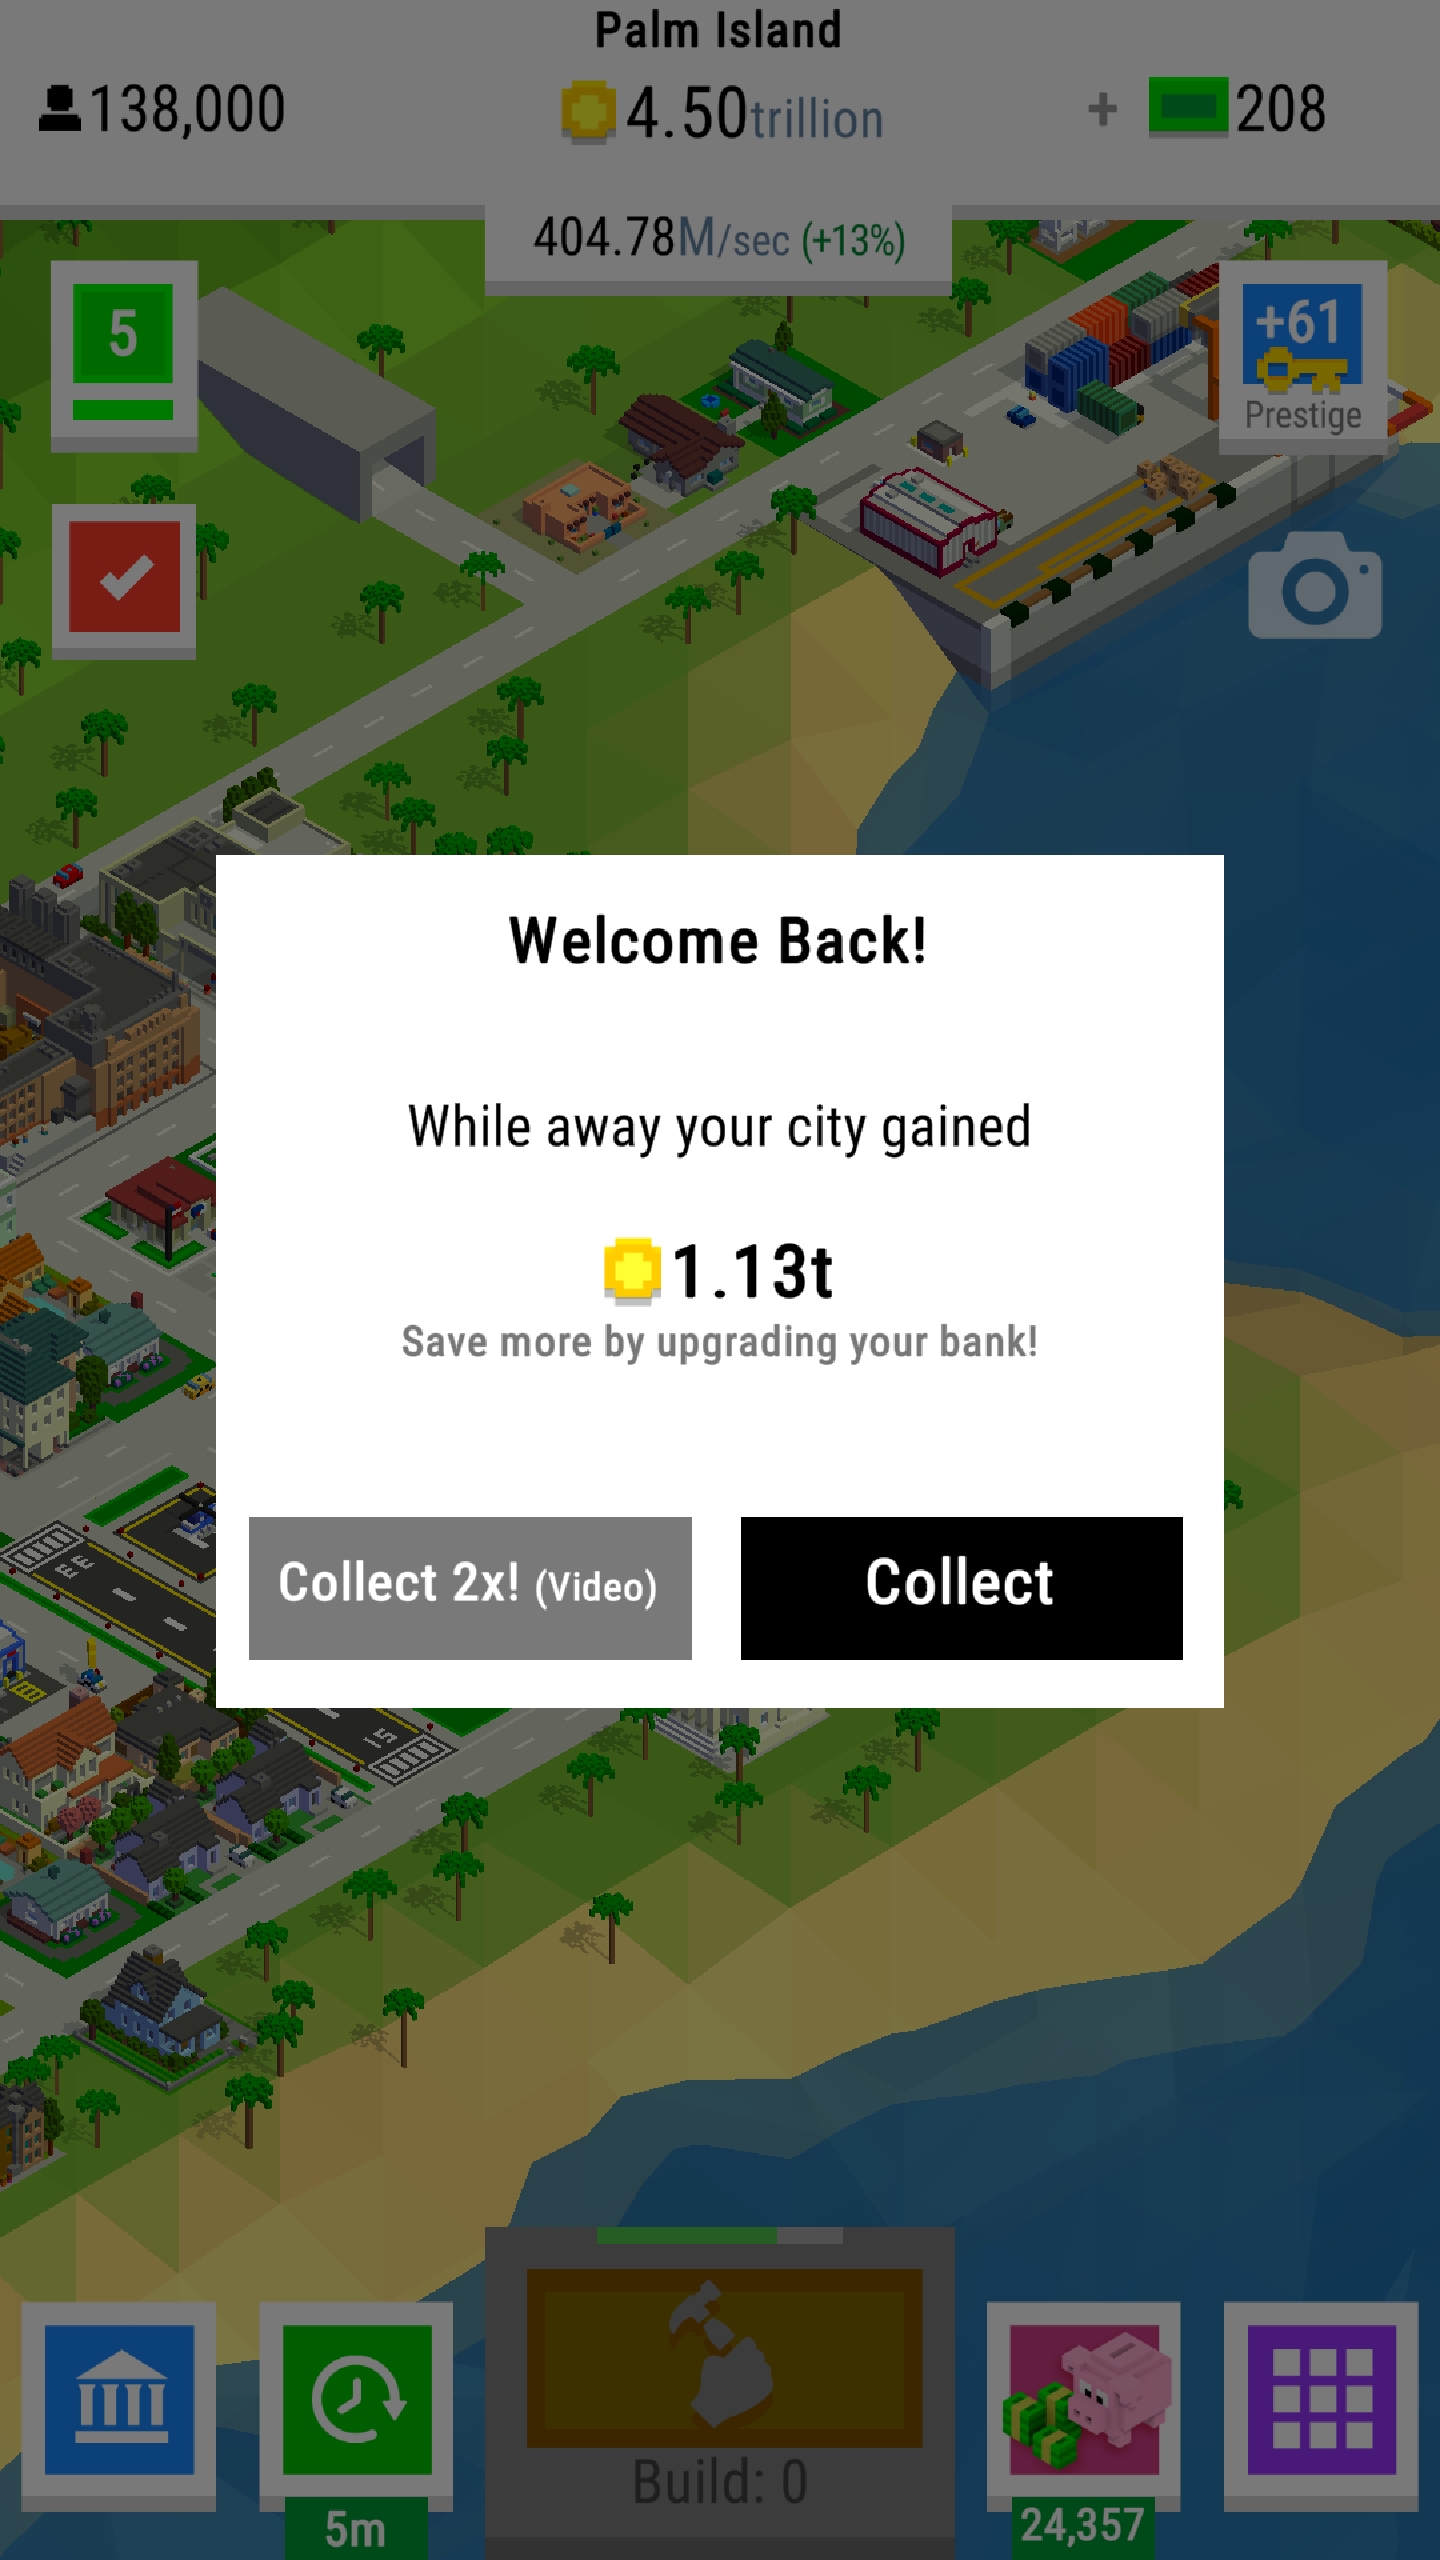 Palm Island
138,000
4.50trillion
+ 208
404.78M/sec (+13%)
5
+61
Prestige
Welcome Back!
While away your city gained
1.13t
Save more by upgrading your bank!
Collect 2x! (Video)
Collect
33
15
Build: 0
5m
24,357